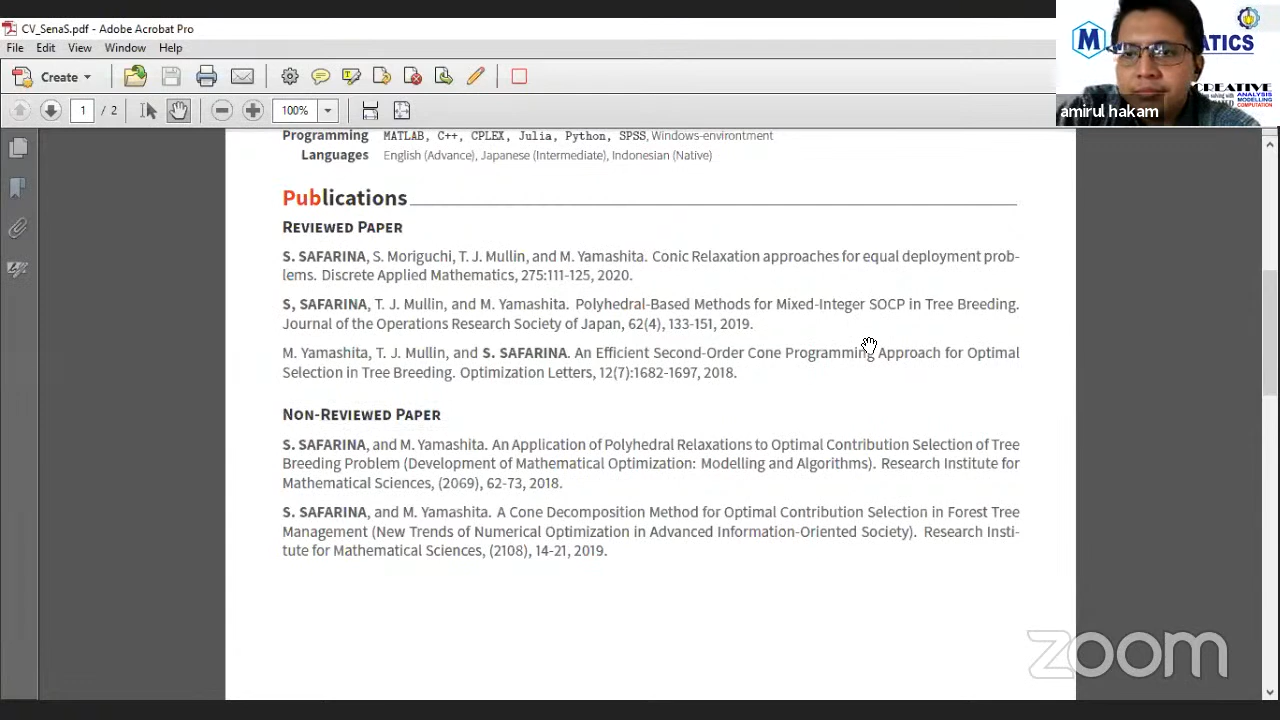 CV_SenaS.pdf - Adobe Acrobat Pro
File Edit View Window Help
Create
1 / 2 100%
amirul hakam
M
ATICS
CREATIVE
ANALYSIS
MODELLING
COMPUTATION
Programming MATLAB, C++, CPLEX, Julia, Python, SPSS, Windows-environtment
Languages English (Advance), Japanese (Intermediate), Indonesian (Native)
Publications
REVIEWED PAPER
S. SAFARINA, S. Moriguchi, T. J. Mullin, and M. Yamashita. Conic Relaxation approaches for equal deployment prob-
lems. Discrete Applied Mathematics, 275:111-125, 2020.
S, SAFARINA, T. J. Mullin, and M. Yamashita. Polyhedral-Based Methods for Mixed-Integer SOCP in Tree Breeding.
Journal of the Operations Research Society of Japan, 62(4), 133-151, 2019.
M. Yamashita, T. J. Mullin, and S. SAFARINA. An Efficient Second-Order Cone Programming Approach for Optimal
Selection in Tree Breeding. Optimization Letters, 12(7):1682-1697, 2018.
NON-REVIEWED PAPER
S. SAFARINA, and M. Yamashita. An Application of Polyhedral Relaxations to Optimal Contribution Selection of Tree
Breeding Problem (Development of Mathematical Optimization: Modelling and Algorithms). Research Institute for
Mathematical Sciences, (2069), 62-73, 2018.
S. SAFARINA, and M. Yamashita. A Cone Decomposition Method for Optimal Contribution Selection in Forest Tree
Management (New Trends of Numerical Optimization in Advanced Information-Oriented Society). Research Insti-
tute for Mathematical Sciences, (2108), 14-21, 2019.
zoom